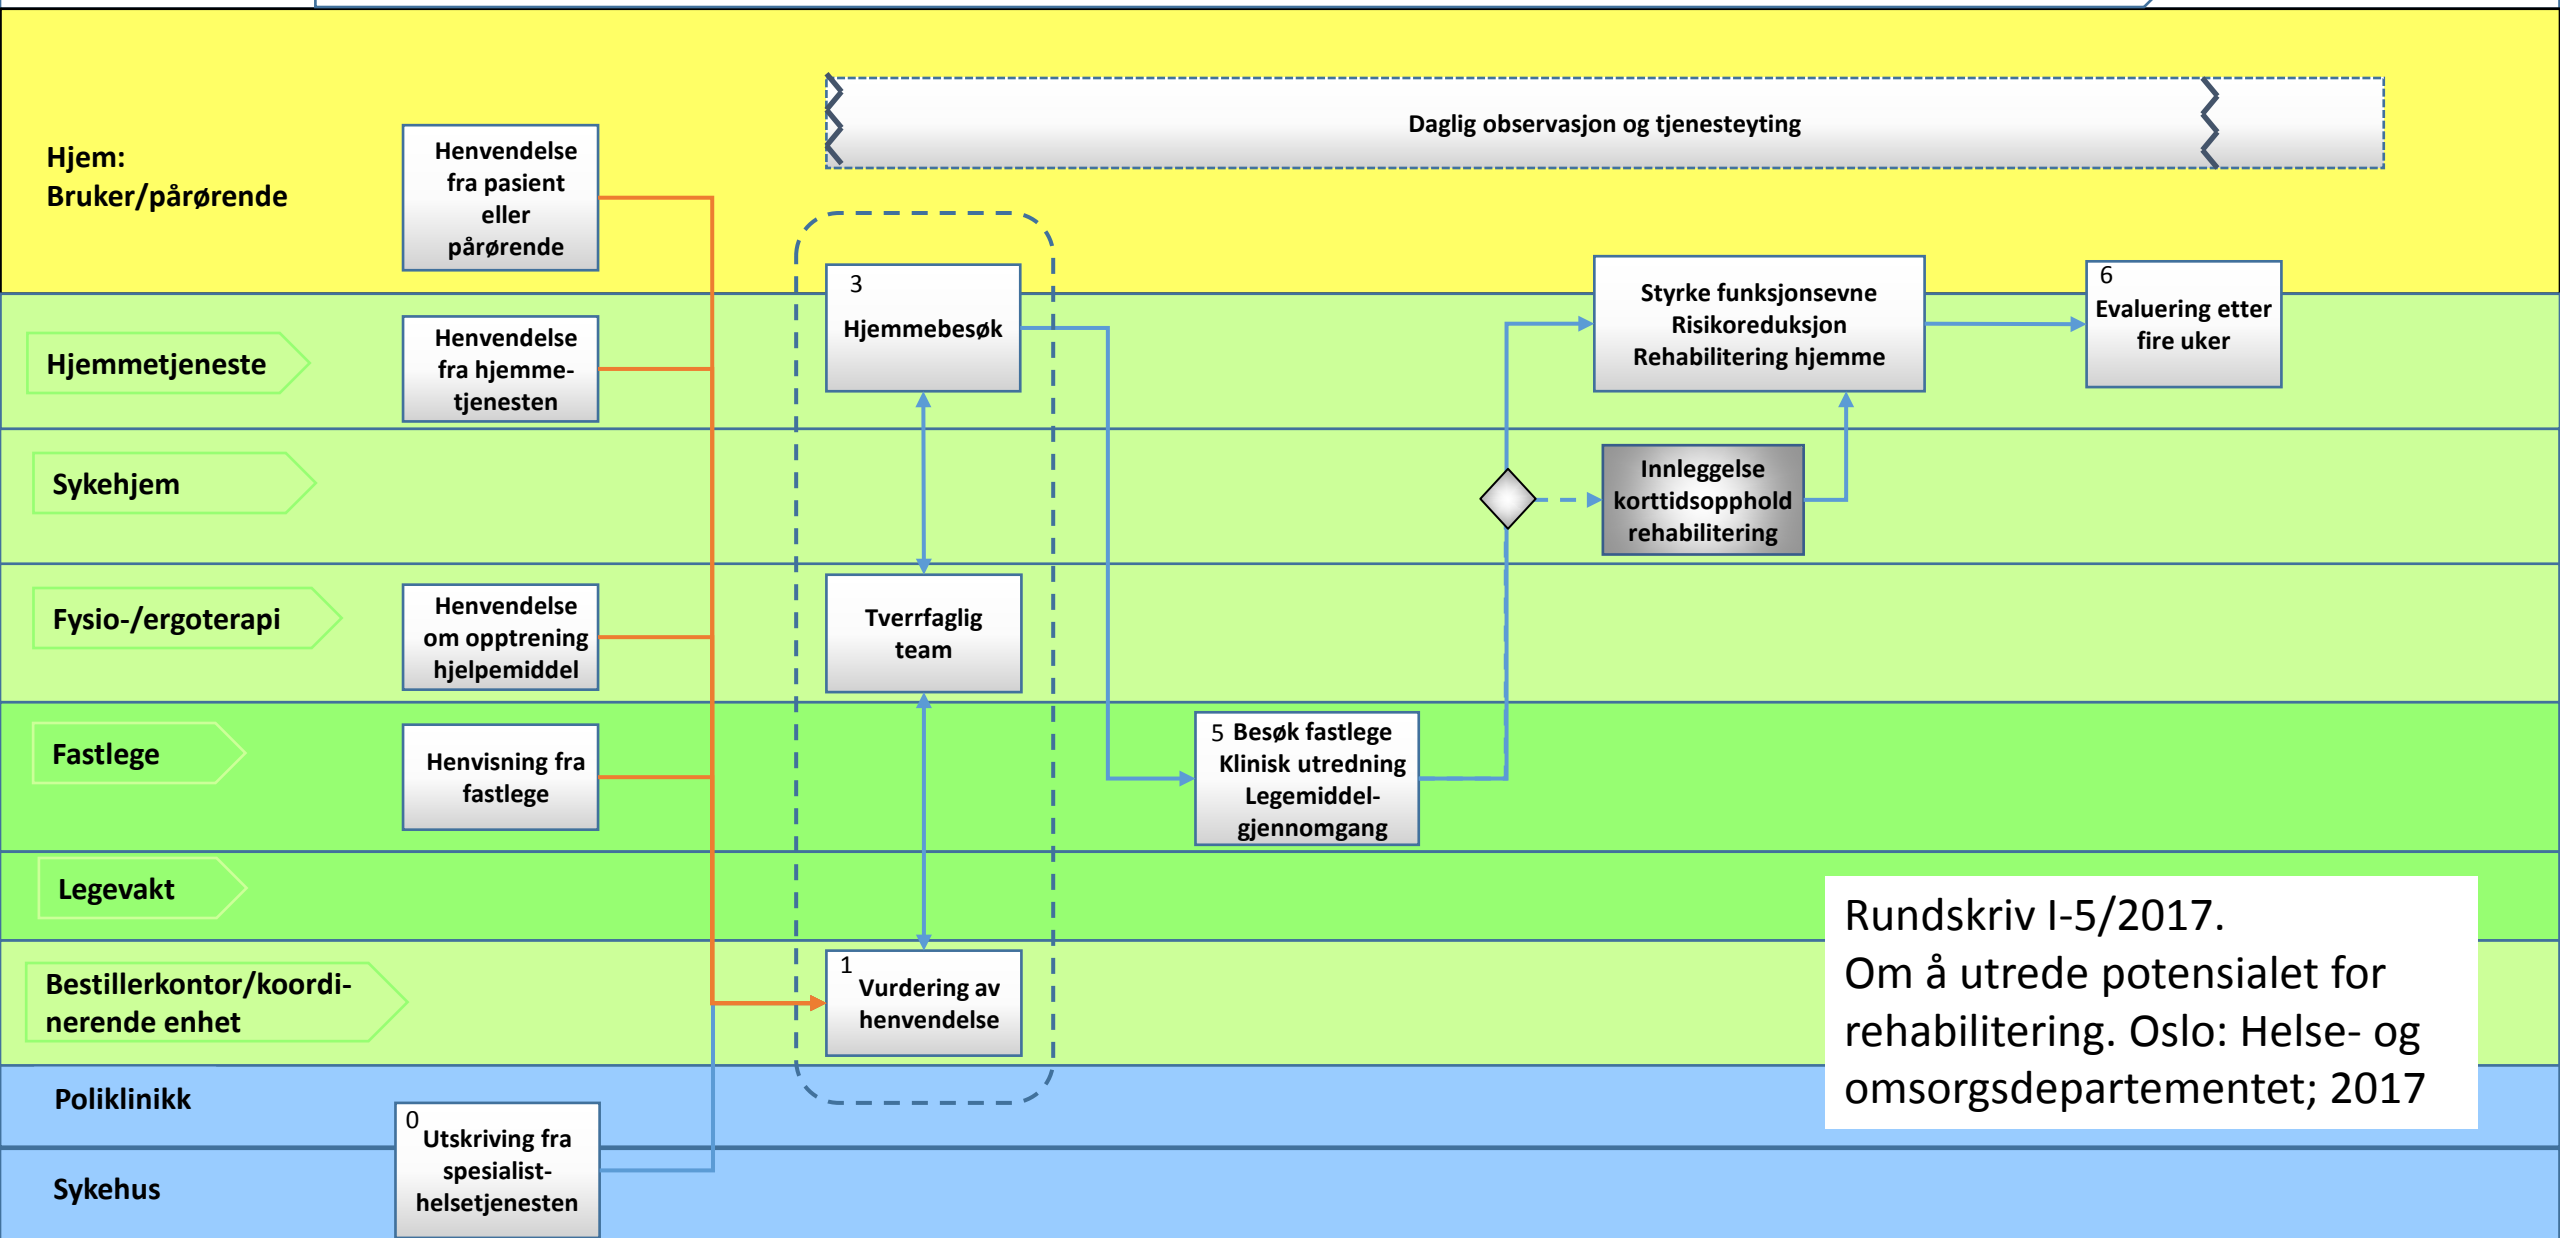 Daglig observasjon og tjenesteyting
Hjem:
Bruker/pårørende
Henvendelse
fra pasient
eller
pårørende
3
Hjemmebesøk
Styrke funksjonsevne
Risikoreduksjon
Rehabilitering hjemme
6
Evaluering etter
fire uker
Hjemmetjeneste
Henvendelse
fra hjemme-
tjenesten
Sykehjem
Innleggelse
korttidsopphold
rehabilitering
Fysio-/ergoterapi
Henvendelse
om opptrening
hjelpemiddel
Tverrfaglig
team
Fastlege
Henvisning fra
fastlege
5 Besøk fastlege
Klinisk utredning
Legemiddel-
gjennomgang
Legevakt
Bestillerkontor/koordi-
nerende enhet
1
Vurdering av
henvendelse
Rundskriv I-5/2017.
Om å utrede potensialet for
rehabilitering. Oslo: Helse- og
omsorgsdepartementet; 2017
Poliklinikk
0
Utskriving fra
spesialist-
helsetjenesten
Sykehus